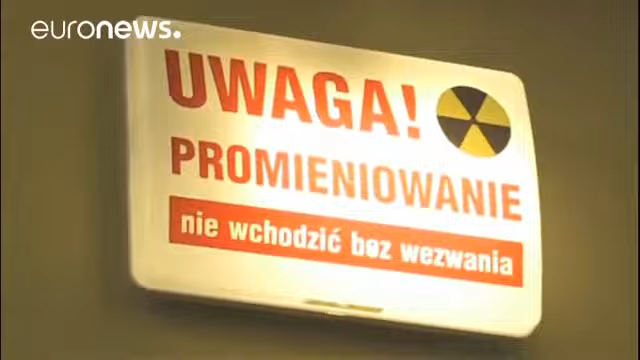 euronews.
UWAGA!
PROMIENIOWANIE
nie wchodzić bez wezwania